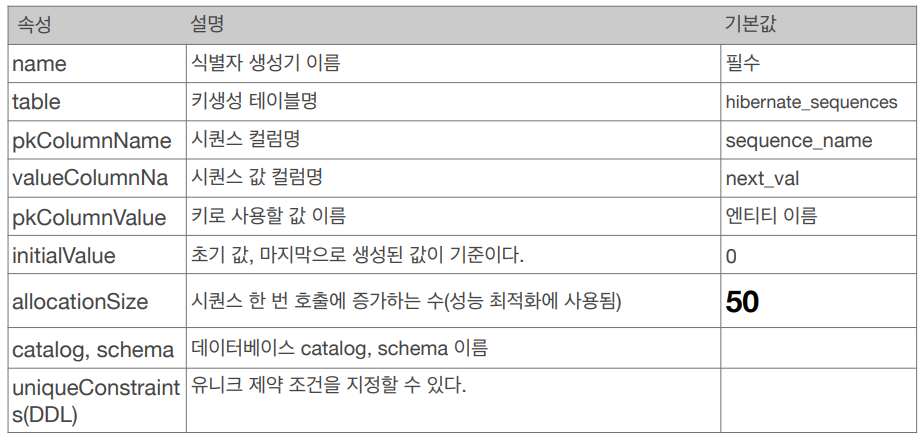 속성 설명 기본값
name 식별자 생성기 이름 필수
table 키생성 테이블명 hibernate_sequences
pkColumnName 시퀀스 컬럼명 sequence_name
valueColumnNa 시퀀스 값 컬럼명 next_val
pkColumnValue 키로 사용할 값 이름 엔티티 이름
initialValue 초기 값, 마지막으로 생성된 값이 기준이다. 0
allocationSize 시퀀스 한 번 호출에 증가하는 수(성능 최적화에 사용됨) 50
catalog, schema 데이터베이스 catalog, schema 이름
uniqueConstraint 유니크 제약 조건을 지정할 수 있다.
s(DDL)